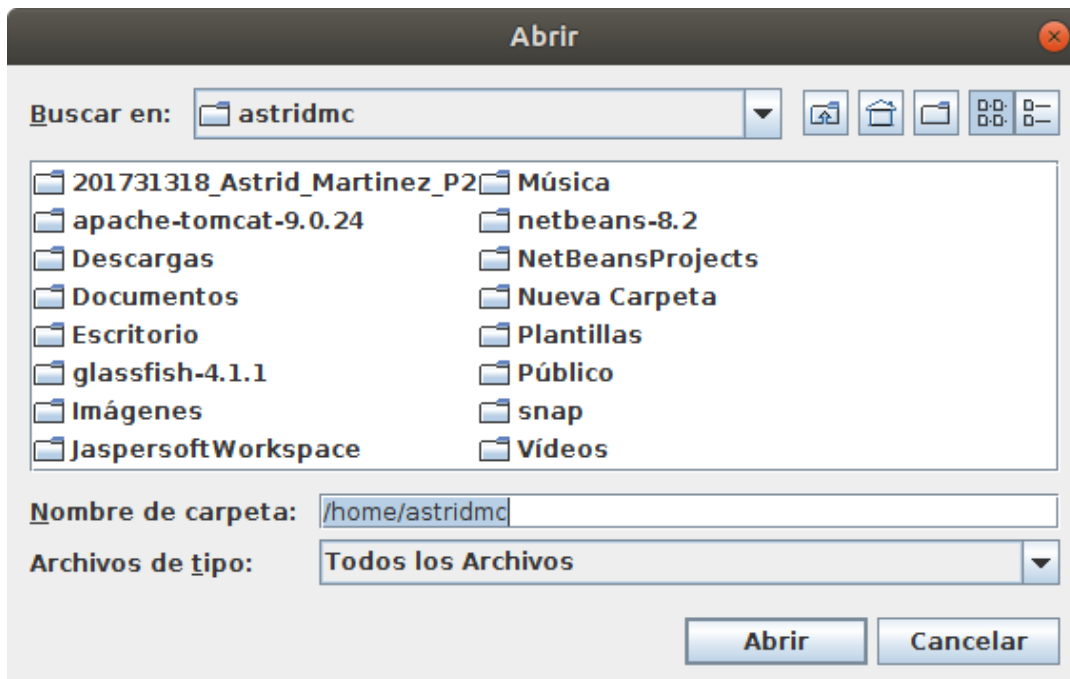 Abrir
Buscar en: astridmc
201731318_Astrid_Martinez_P2 Música
apache-tomcat-9.0.24 netbeans-8.2
Descargas NetBeansProjects
Documentos Nueva Carpeta
Escritorio Plantillas
glassfish-4.1.1 Público
Imágenes snap
JaspersoftWorkspace Vídeos
Nombre de carpeta: /home/astridmc
Archivos de tipo: Todos los Archivos
Abrir Cancelar